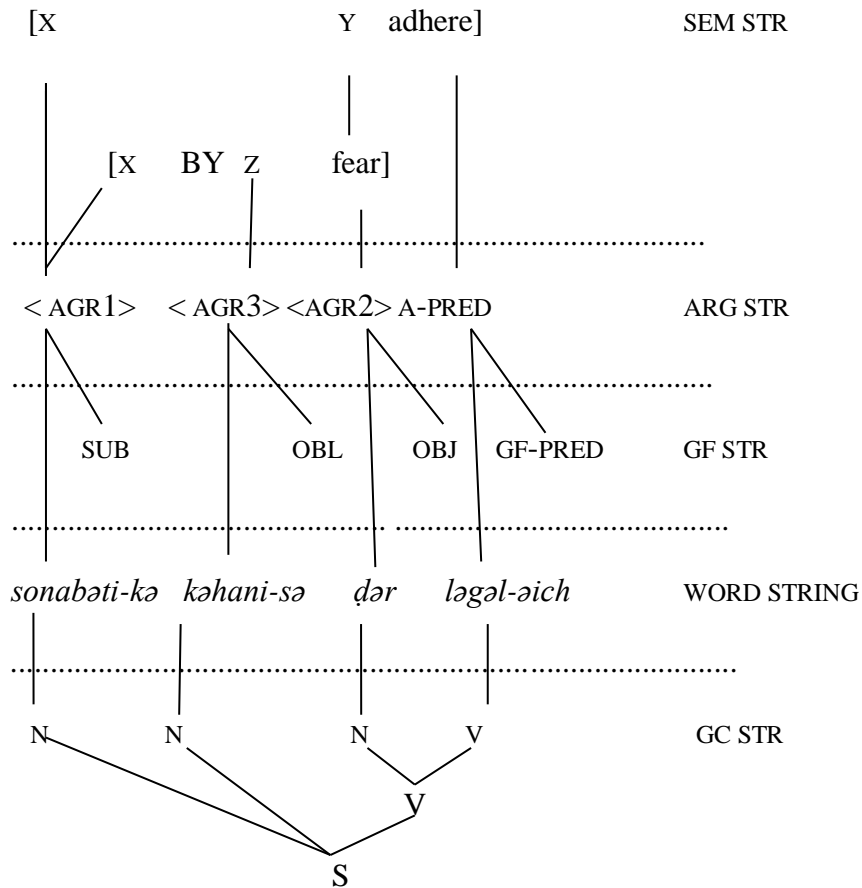 [X Y adhere] SEM STR
[X BY Z fear]
< AGR1> < AGR3> <AGR2> A-PRED ARG STR
SUB OBL OBJ GF-PRED GF STR
sonabəti-kə kəhani-sə ḍər ləgəl-əich WORD STRING
N N N V GC STR
V
S